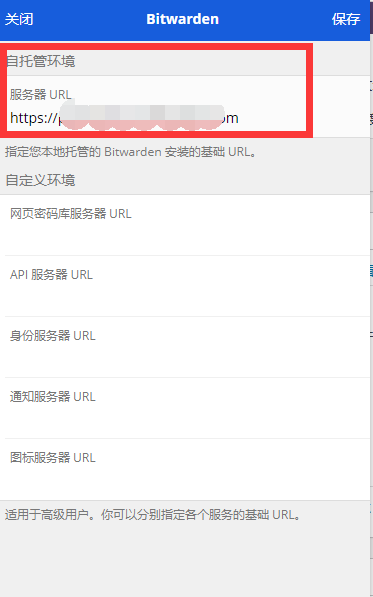 关闭 Bitwarden 保存
自托管环境
服务器 URL
https://
指定您本地托管的 Bitwarden 安装的基础 URL。
自定义环境
网页密码库服务器 URL
API 服务器 URL
身份服务器 URL
通知服务器 URL
图标服务器 URL
适用于高级用户。你可以分别指定各个服务的基础 URL。